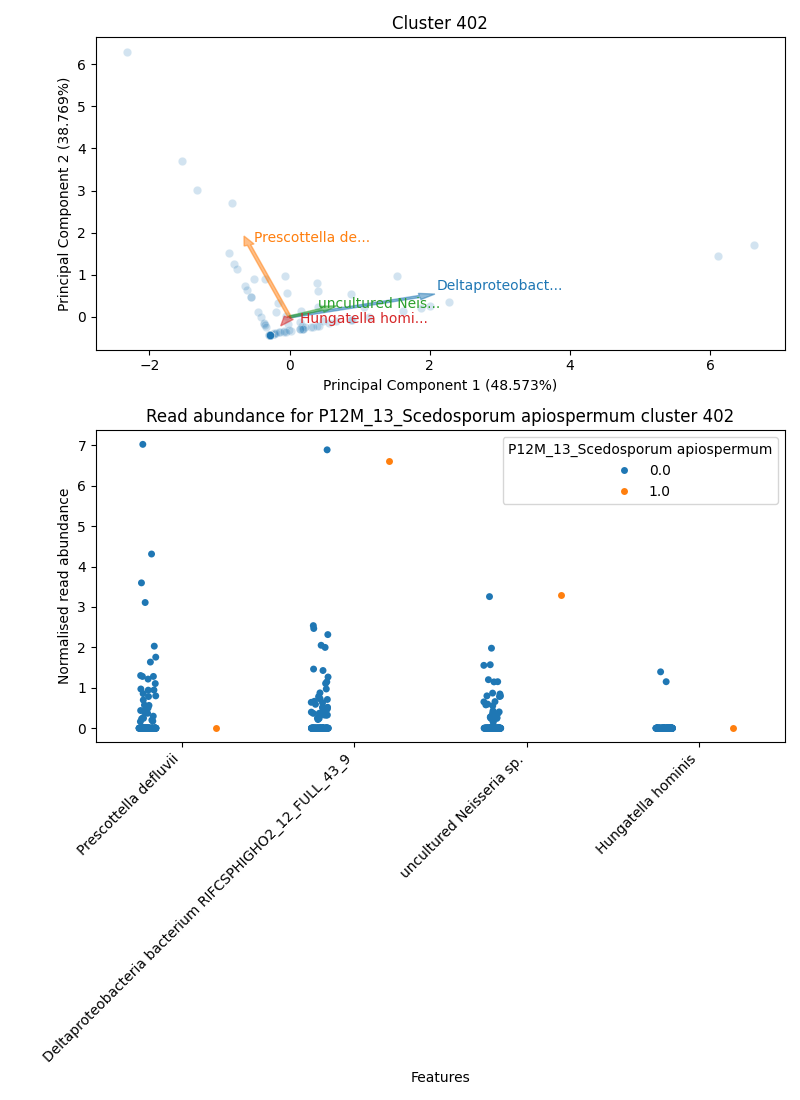 Cluster 402
6
5
4
3
2
1
0
Principal Component 2 (38.769%)
Prescottella de...
Deltaproteobact...
uncultured Neis...
Hungatella homi...
−2
0
2
4
6
Principal Component 1 (48.573%)
Read abundance for P12M_13_Scedosporum apiospermum cluster 402
7
6
5
4
3
2
1
0
Normalised read abundance
P12M_13_Scedosporum apiospermum
0.0
1.0
Prescottella defluvii
Deltaproteobacteria bacterium RIFCSPHIGHO2_12_FULL_43_9
uncultured Neisseria sp.
Hungatella hominis
Features